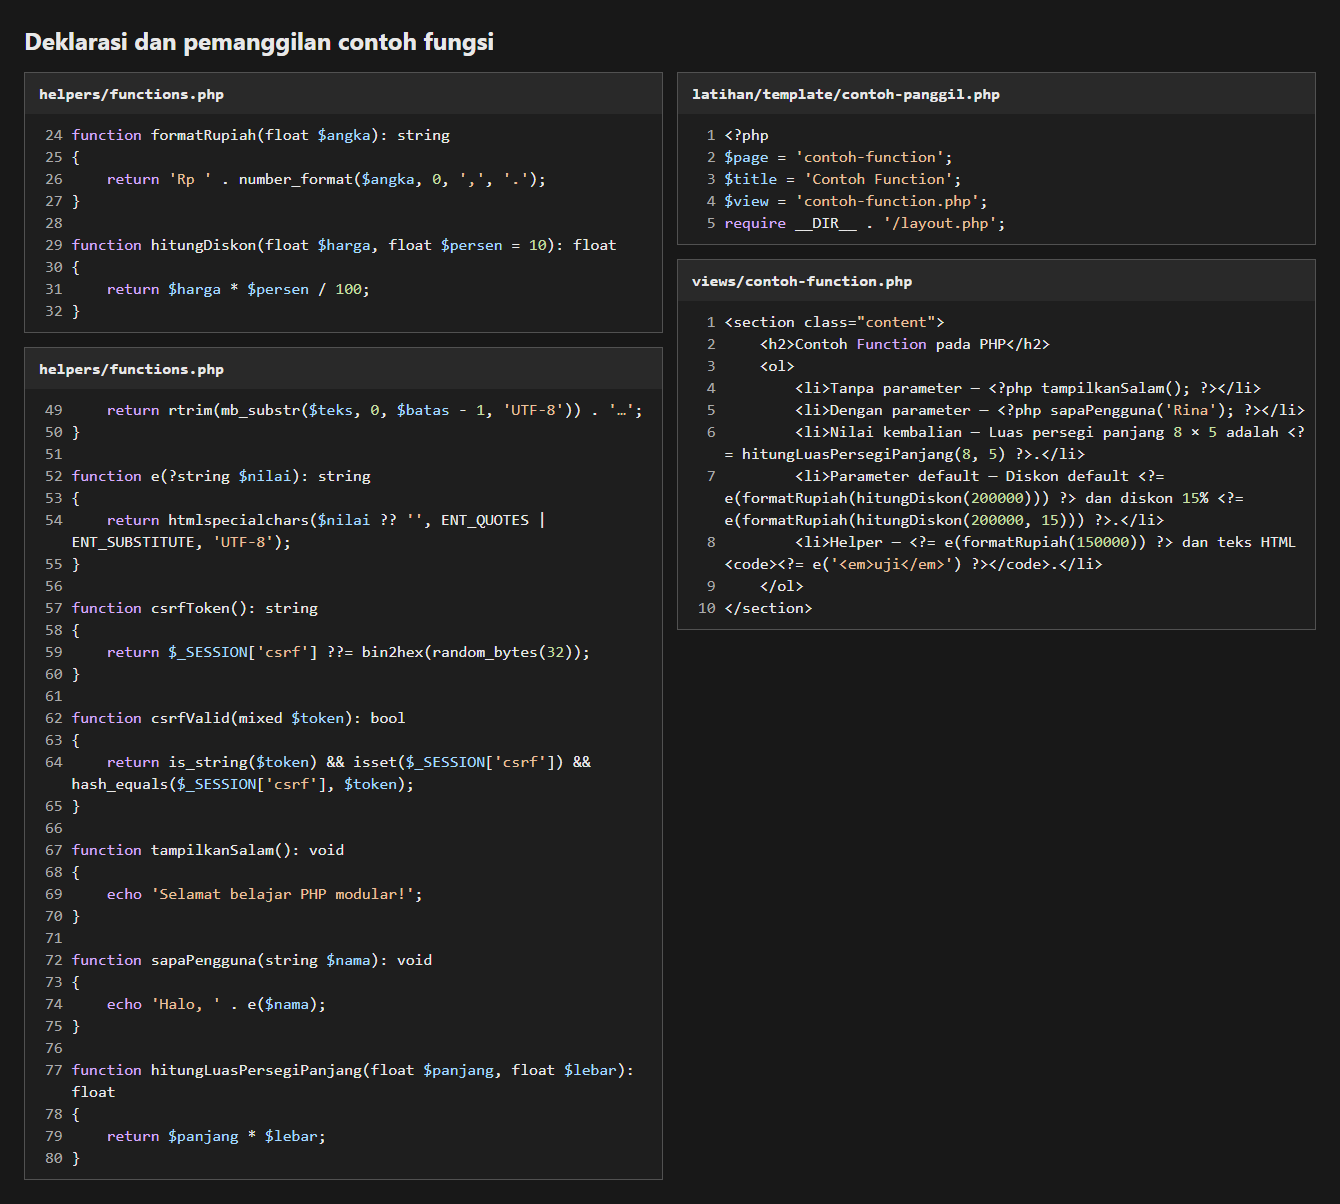 Deklarasi dan pemanggilan contoh fungsi
helpers/functions.php
24 function formatRupiah(float $angka): string
25 {
26     return 'Rp ' . number_format($angka, 0, ',', '.');
27 }
28
29 function hitungDiskon(float $harga, float $persen = 10): float
30 {
31     return $harga * $persen / 100;
32 }
helpers/functions.php
49     return rtrim(mb_substr($teks, 0, $batas - 1, 'UTF-8')) . '…';
50 }
51
52 function e(?string $nilai): string
53 {
54     return htmlspecialchars($nilai ?? '', ENT_QUOTES |
ENT_SUBSTITUTE, 'UTF-8');
55 }
56
57 function csrfToken(): string
58 {
59     return $_SESSION['csrf'] ??= bin2hex(random_bytes(32));
60 }
61
62 function csrfValid(mixed $token): bool
63 {
64     return is_string($token) && isset($_SESSION['csrf']) &&
hash_equals($_SESSION['csrf'], $token);
65 }
66
67 function tampilkanSalam(): void
68 {
69     echo 'Selamat belajar PHP modular!';
70 }
71
72 function sapaPengguna(string $nama): void
73 {
74     echo 'Halo, ' . e($nama);
75 }
76
77 function hitungLuasPersegiPanjang(float $panjang, float $lebar):
float
78 {
79     return $panjang * $lebar;
80 }
latihan/template/contoh-panggil.php
1 <?php
2 $page = 'contoh-function';
3 $title = 'Contoh Function';
4 $view = 'contoh-function.php';
5 require __DIR__ . '/layout.php';
views/contoh-function.php
1 <section class="content">
2     <h2>Contoh Function pada PHP</h2>
3     <ol>
4         <li>Tanpa parameter — <?php tampilkanSalam(); ?></li>
5         <li>Dengan parameter — <?php sapaPengguna('Rina'); ?></li>
6         <li>Nilai kembalian — Luas persegi panjang 8 × 5 adalah <?
= hitungLuasPersegiPanjang(8, 5) ?>.</li>
7         <li>Parameter default — Diskon default <?=
e(formatRupiah(hitungDiskon(200000))) ?> dan diskon 15% <?=
e(formatRupiah(hitungDiskon(200000, 15))) ?>.</li>
8         <li>Helper — <?= e(formatRupiah(150000)) ?> dan teks HTML
<code><?= e('<em>uji</em>') ?></code>.</li>
9     </ol>
10 </section>